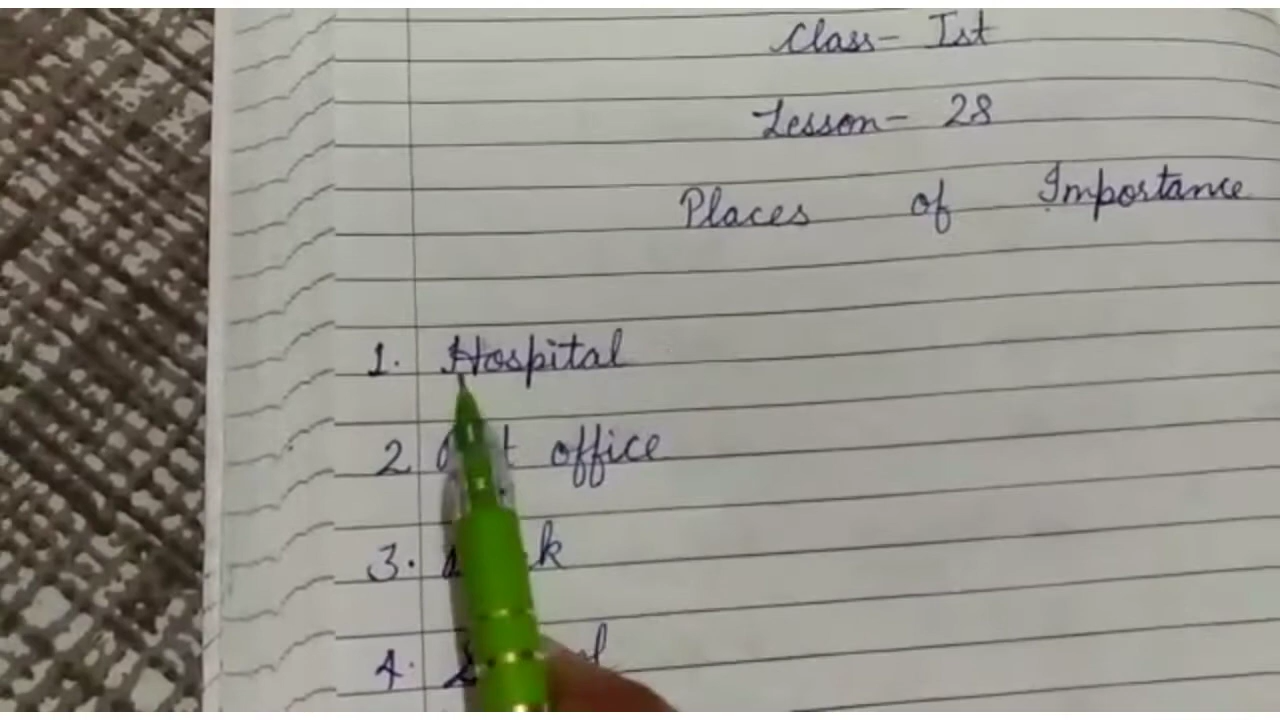 Class- Ist
Lesson- 28
Places of Importance
1. Hospital
2 office
3.
4.